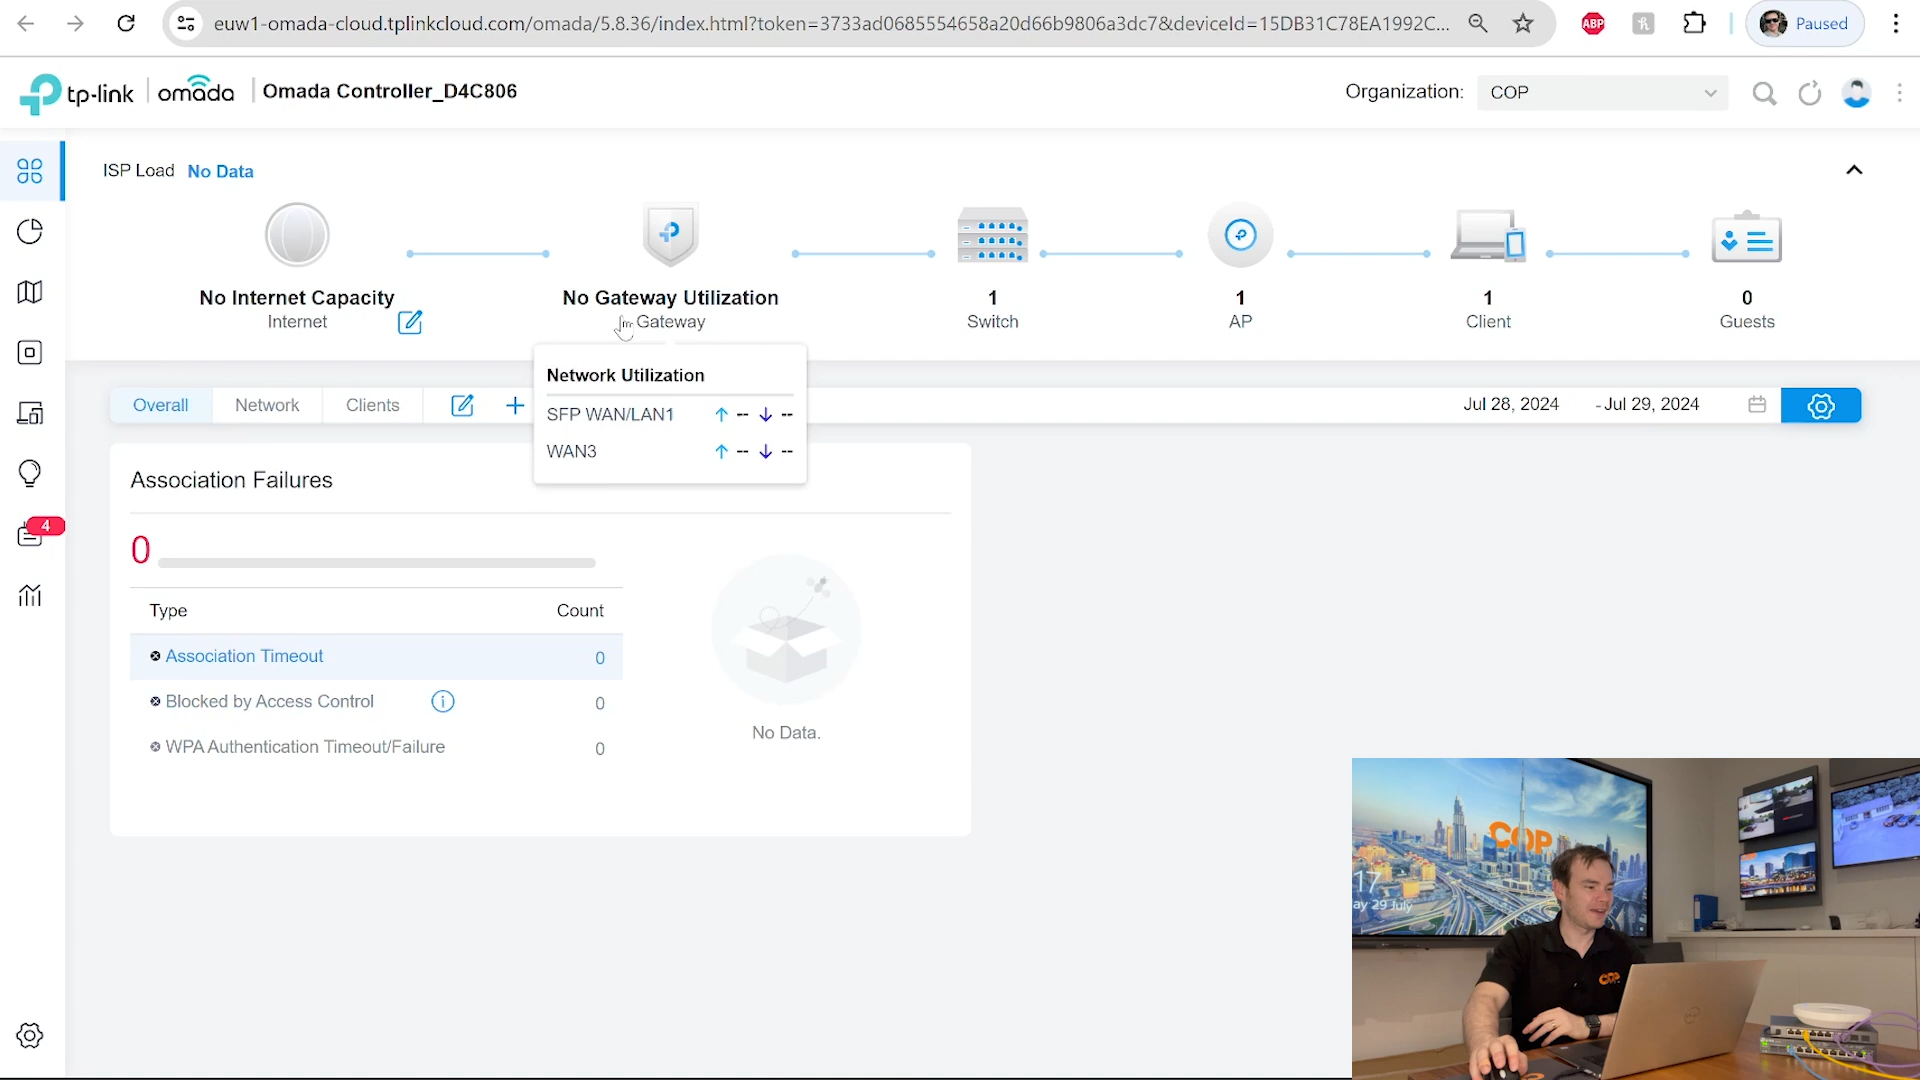 euw1-omada-cloud.tplinkcloud.com/omada/5.8.36/index.html?token=3733ad0685554658a20d66b9806a3dc7&deviceId=15DB31C78EA1992C...
ABP
Paused
tp-link
omada
Omada Controller_D4C806
Organization:
COP
ISP Load
No Data
No Internet Capacity
Internet
No Gateway Utilization
Gateway
1
Switch
1
AP
1
Client
0
Guests
Network Utilization
SFP WAN/LAN1
↑ -- ↓ --
WAN3
↑ -- ↓ --
Overall
Network
Clients
Jul 28, 2024
- Jul 29, 2024
Association Failures
0
Type
Count
Association Timeout
0
Blocked by Access Control
0
WPA Authentication Timeout/Failure
0
No Data.
4
COP
17
ay 29 July
COP